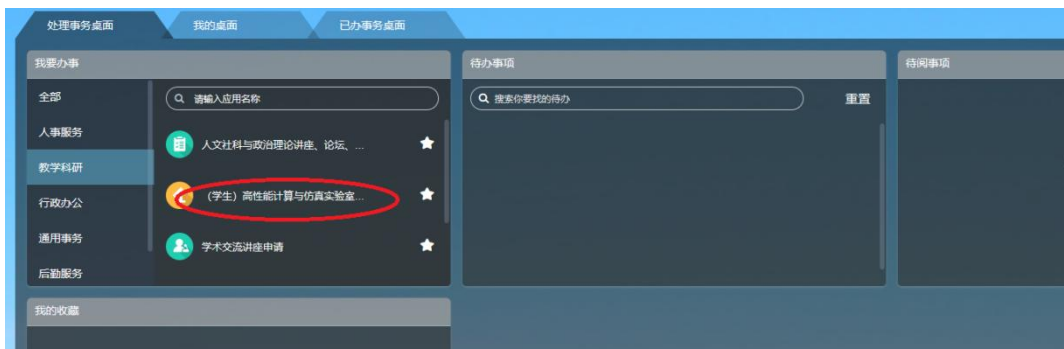 处理事务桌面
我的桌面
已办事务桌面
我要办事
全部
人事服务
教学科研
行政办公
通用事务
后勤服务
请输入应用名称
人文社科与政治理论讲座、论坛、...
（学生）高性能计算与仿真实验室...
学术交流讲座申请
待办事项
搜索你要找的待办
重置
待阅事项
我的收藏